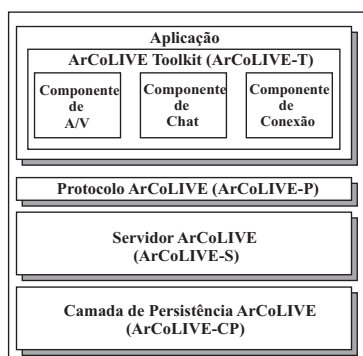 Aplicação
ArCoLIVE Toolkit (ArCoLIVE-T)
Componente
de
A/V
Componente
de
Chat
Componente
de
Conexão
Protocolo ArCoLIVE (ArCoLIVE-P)
Servidor ArCoLIVE
(ArCoLIVE-S)
Camada de Persistência ArCoLIVE
(ArCoLIVE-CP)